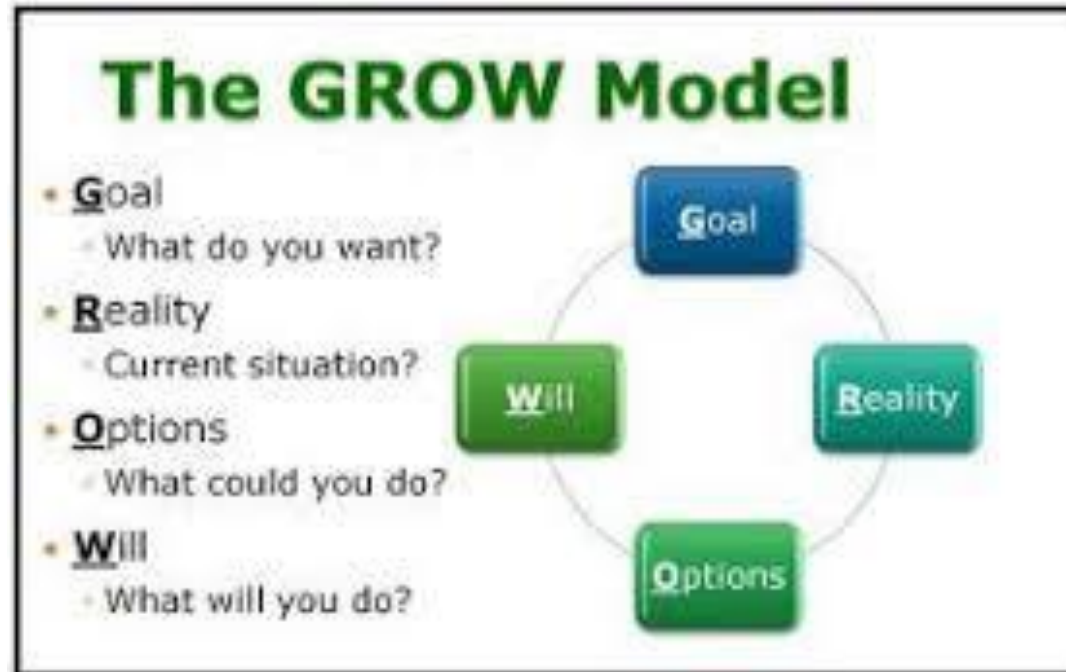 The GROW Model
• Goal
◦ What do you want?
• Reality
◦ Current situation?
• Options
◦ What could you do?
• Will
◦ What will you do?
Goal
Reality
Options
Will